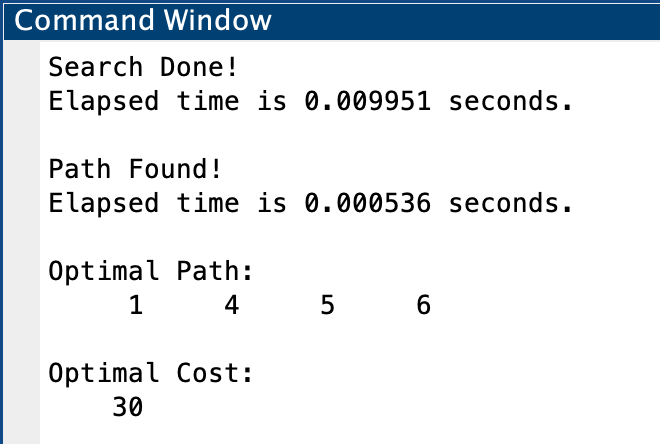 Command Window
Search Done!
Elapsed time is 0.009951 seconds.
Path Found!
Elapsed time is 0.000536 seconds.
Optimal Path:
1 4 5 6
Optimal Cost:
30